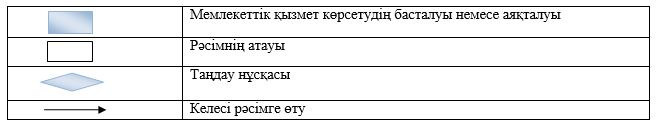 Мемлекеттік қызмет көрсетудің басталуы немесе аяқталуы
Рәсімнің атауы
Таңдау нұсқасы
Келесі рәсімге өту